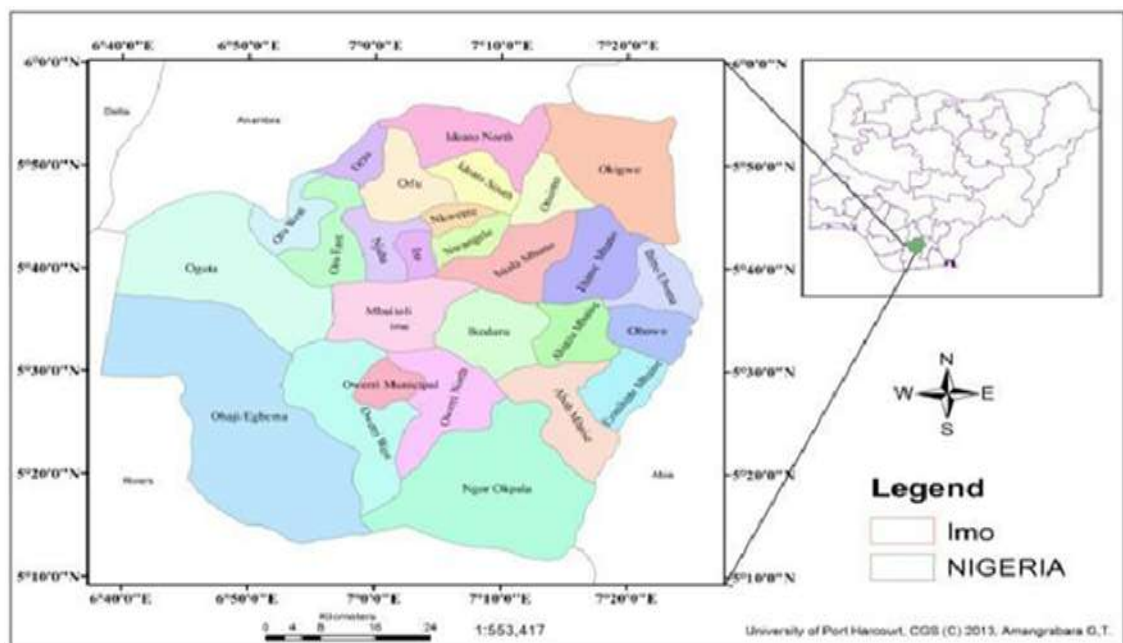 6°40'0"E 6°50'0"E 7°0'0"E 7°10'0"E 7°20'0"E
6°0'0"N
6°0'0"N
Delta
Anambra
Ideato North
Okigwe
5°50'0"N
5°50'0"N
Orlu
Ideato South
Onuimo
Nkwerre
Oru West
Oru East
Njaba
Isu
Nwangele
Isiala Mbano
Ehime Mbano
Oguta
5°40'0"N
5°40'0"N
Mbaitoli
Ikeduru
Obowo
5°30'0"N
5°30'0"N
Owerri Municipal
Owerri North
Owerri West
Ohaji/Egbema
Ezinihitte Mbaise
5°20'0"N
5°20'0"N
Rivers
Ngor Okpala
Abia
5°10'0"N
5°10'0"N
6°40'0"E 6°50'0"E 7°0'0"E 7°10'0"E 7°20'0"E
N
W E
S
Legend
Imo
NIGERIA
Kilometers
0 4 8 16 24
1:553,417
University of Port Harcourt, CGS (C) 2013, Amangrabara G.T.